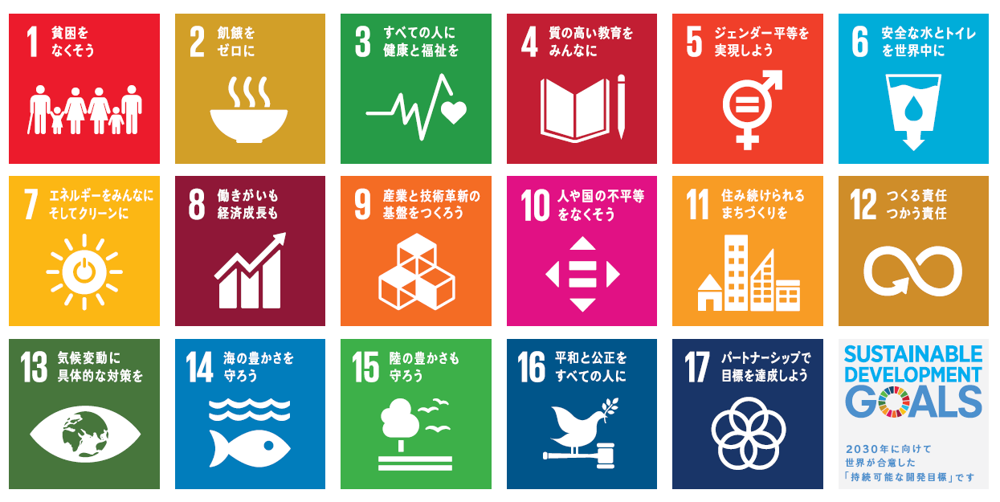 1 貧困を
なくそう
2 飢餓を
ゼロに
3 すべての人に
健康と福祉を
4 質の高い教育を
みんなに
5 ジェンダー平等を
実現しよう
6 安全な水とトイレ
を世界中に
7 エネルギーをみんなに
そしてクリーンに
8 働きがいも
経済成長も
9 産業と技術革新の
基盤をつくろう
10 人や国の不平等
をなくそう
11 住み続けられる
まちづくりを
12 つくる責任
つかう責任
13 気候変動に
具体的な対策を
14 海の豊かさを
守ろう
15 陸の豊かさも
守ろう
16 平和と公正を
すべての人に
17 パートナーシップで
目標を達成しよう
SUSTAINABLE
DEVELOPMENT
GOALS
2030年に向けて
世界が合意した
「持続可能な開発目標」です